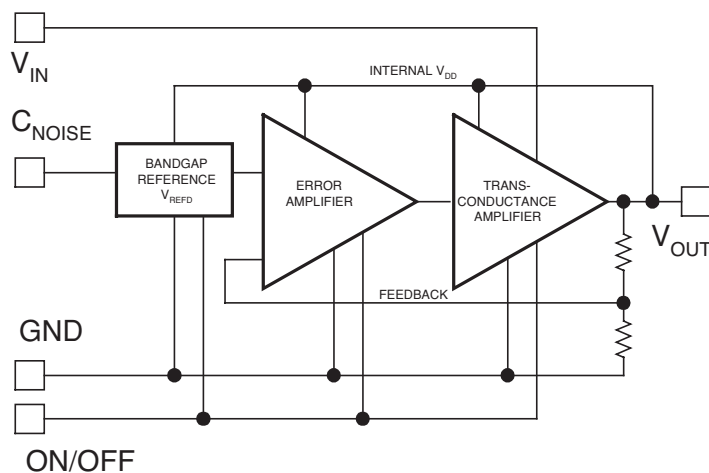 V_IN
INTERNAL V_DD
C_NOISE
BANDGAP
REFERENCE
V_REFD
ERROR
AMPLIFIER
TRANS-
CONDUCTANCE
AMPLIFIER
V_OUT
FEEDBACK
GND
ON/OFF